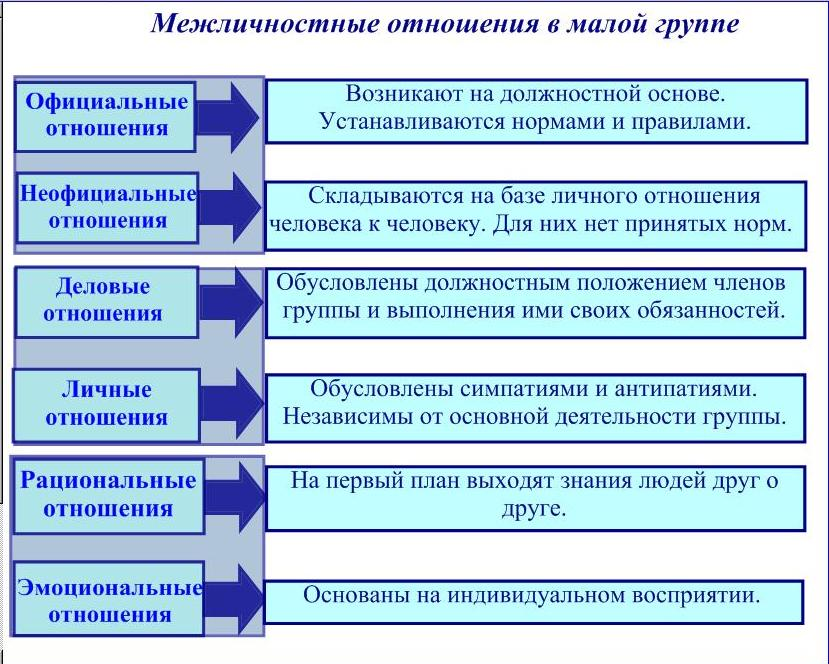 Межличностные отношения в малой группе
Официальные
отношения
Возникают на должностной основе.
Устанавливаются нормами и правилами.
Неофициальные
отношения
Складываются на базе личного отношения
человека к человеку. Для них нет принятых норм.
Деловые
отношения
Обусловлены должностным положением членов
группы и выполнения ими своих обязанностей.
Личные
отношения
Обусловлены симпатиями и антипатиями.
Независимы от основной деятельности группы.
Рациональные
отношения
На первый план выходят знания людей друг о
друге.
Эмоциональные
отношения
Основаны на индивидуальном восприятии.